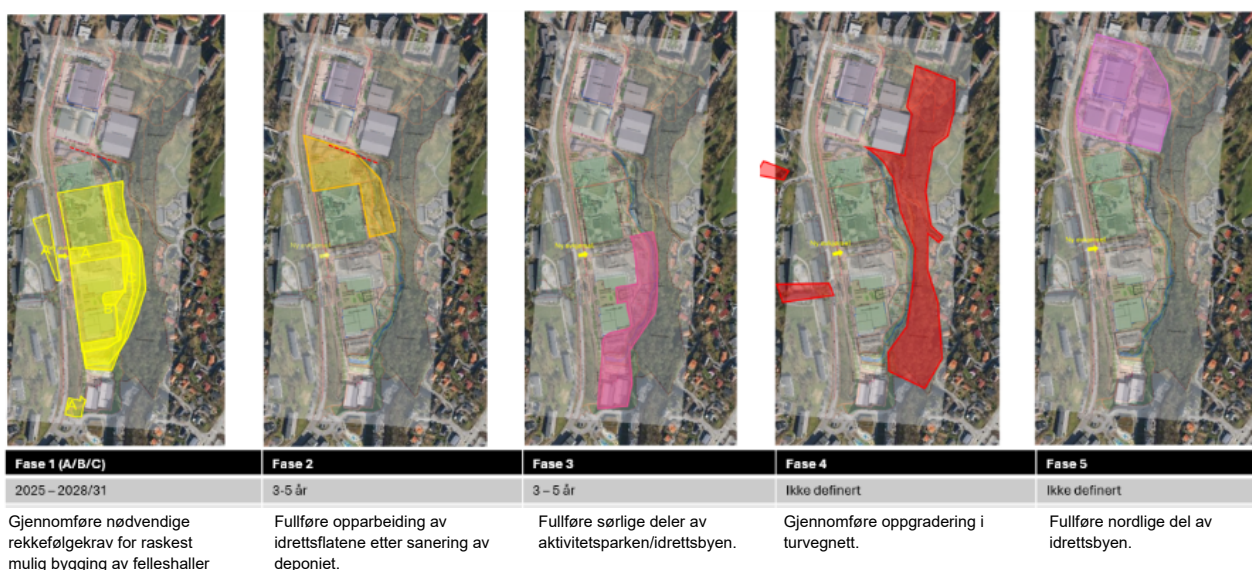 A
A
B
A
Fase 1 (A/B/C)
2025 – 2028/31
Gjennomføre nødvendige
rekkefølgekrav for raskest
mulig bygging av felleshaller
Fase 2
3-5 år
Fullføre opparbeiding av
idrettsflatene etter sanering av
deponiet.
Fase 3
3 – 5 år
Fullføre sørlige deler av
aktivitetsparken/idrettsbyen.
Fase 4
Ikke definert
Gjennomføre oppgradering i
turvegnett.
Fase 5
Ikke definert
Fullføre nordlige del av
idrettsbyen.